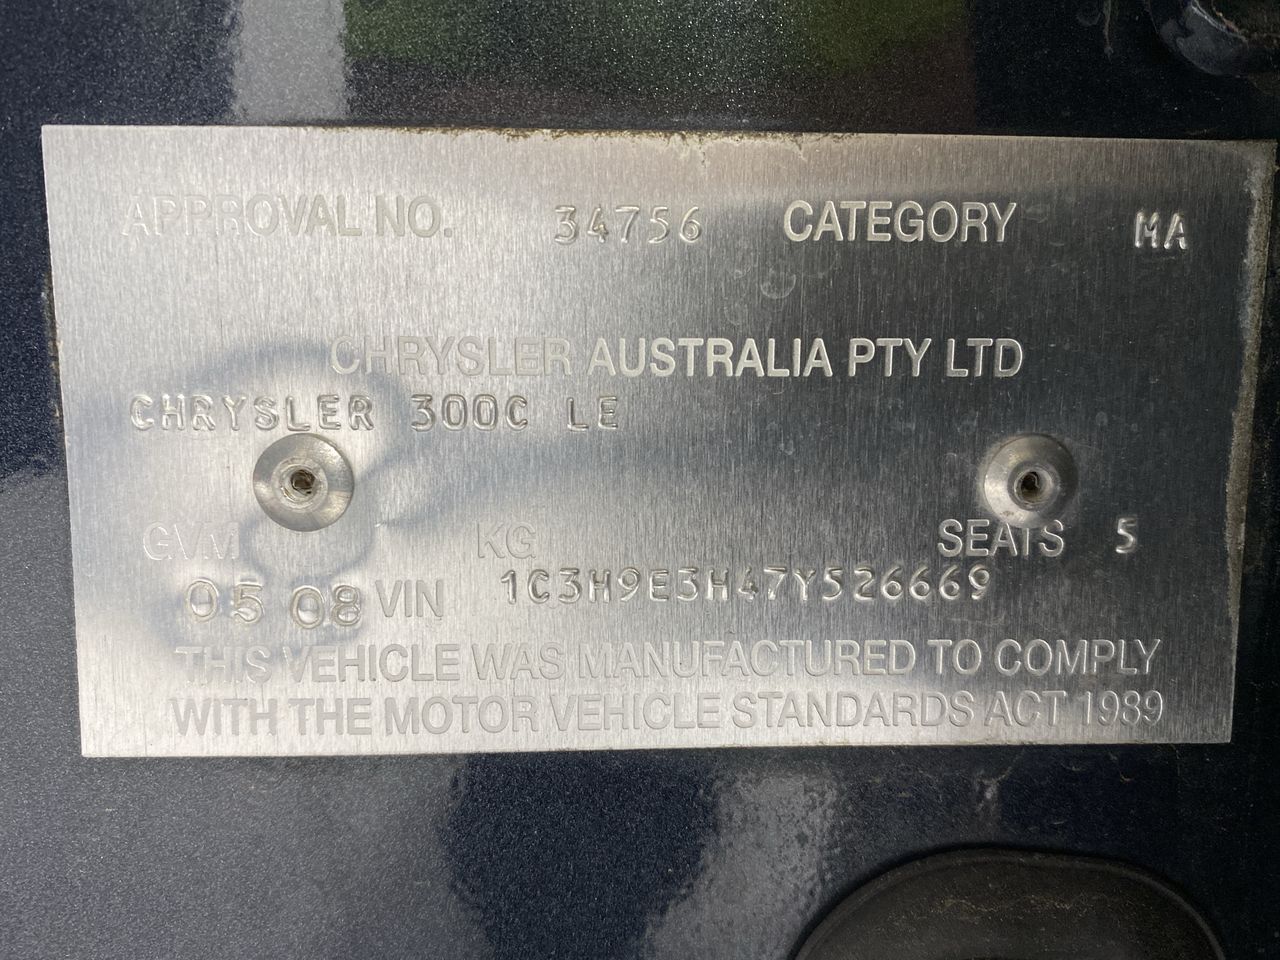 APPROVAL NO. 34756 CATEGORY MA
CHRYSLER AUSTRALIA PTY LTD
CHRYSLER 300C LE
GVM KG SEATS 5
05 08 VIN 1C3H9E3H47Y526669
THIS VEHICLE WAS MANUFACTURED TO COMPLY
WITH THE MOTOR VEHICLE STANDARDS ACT 1989